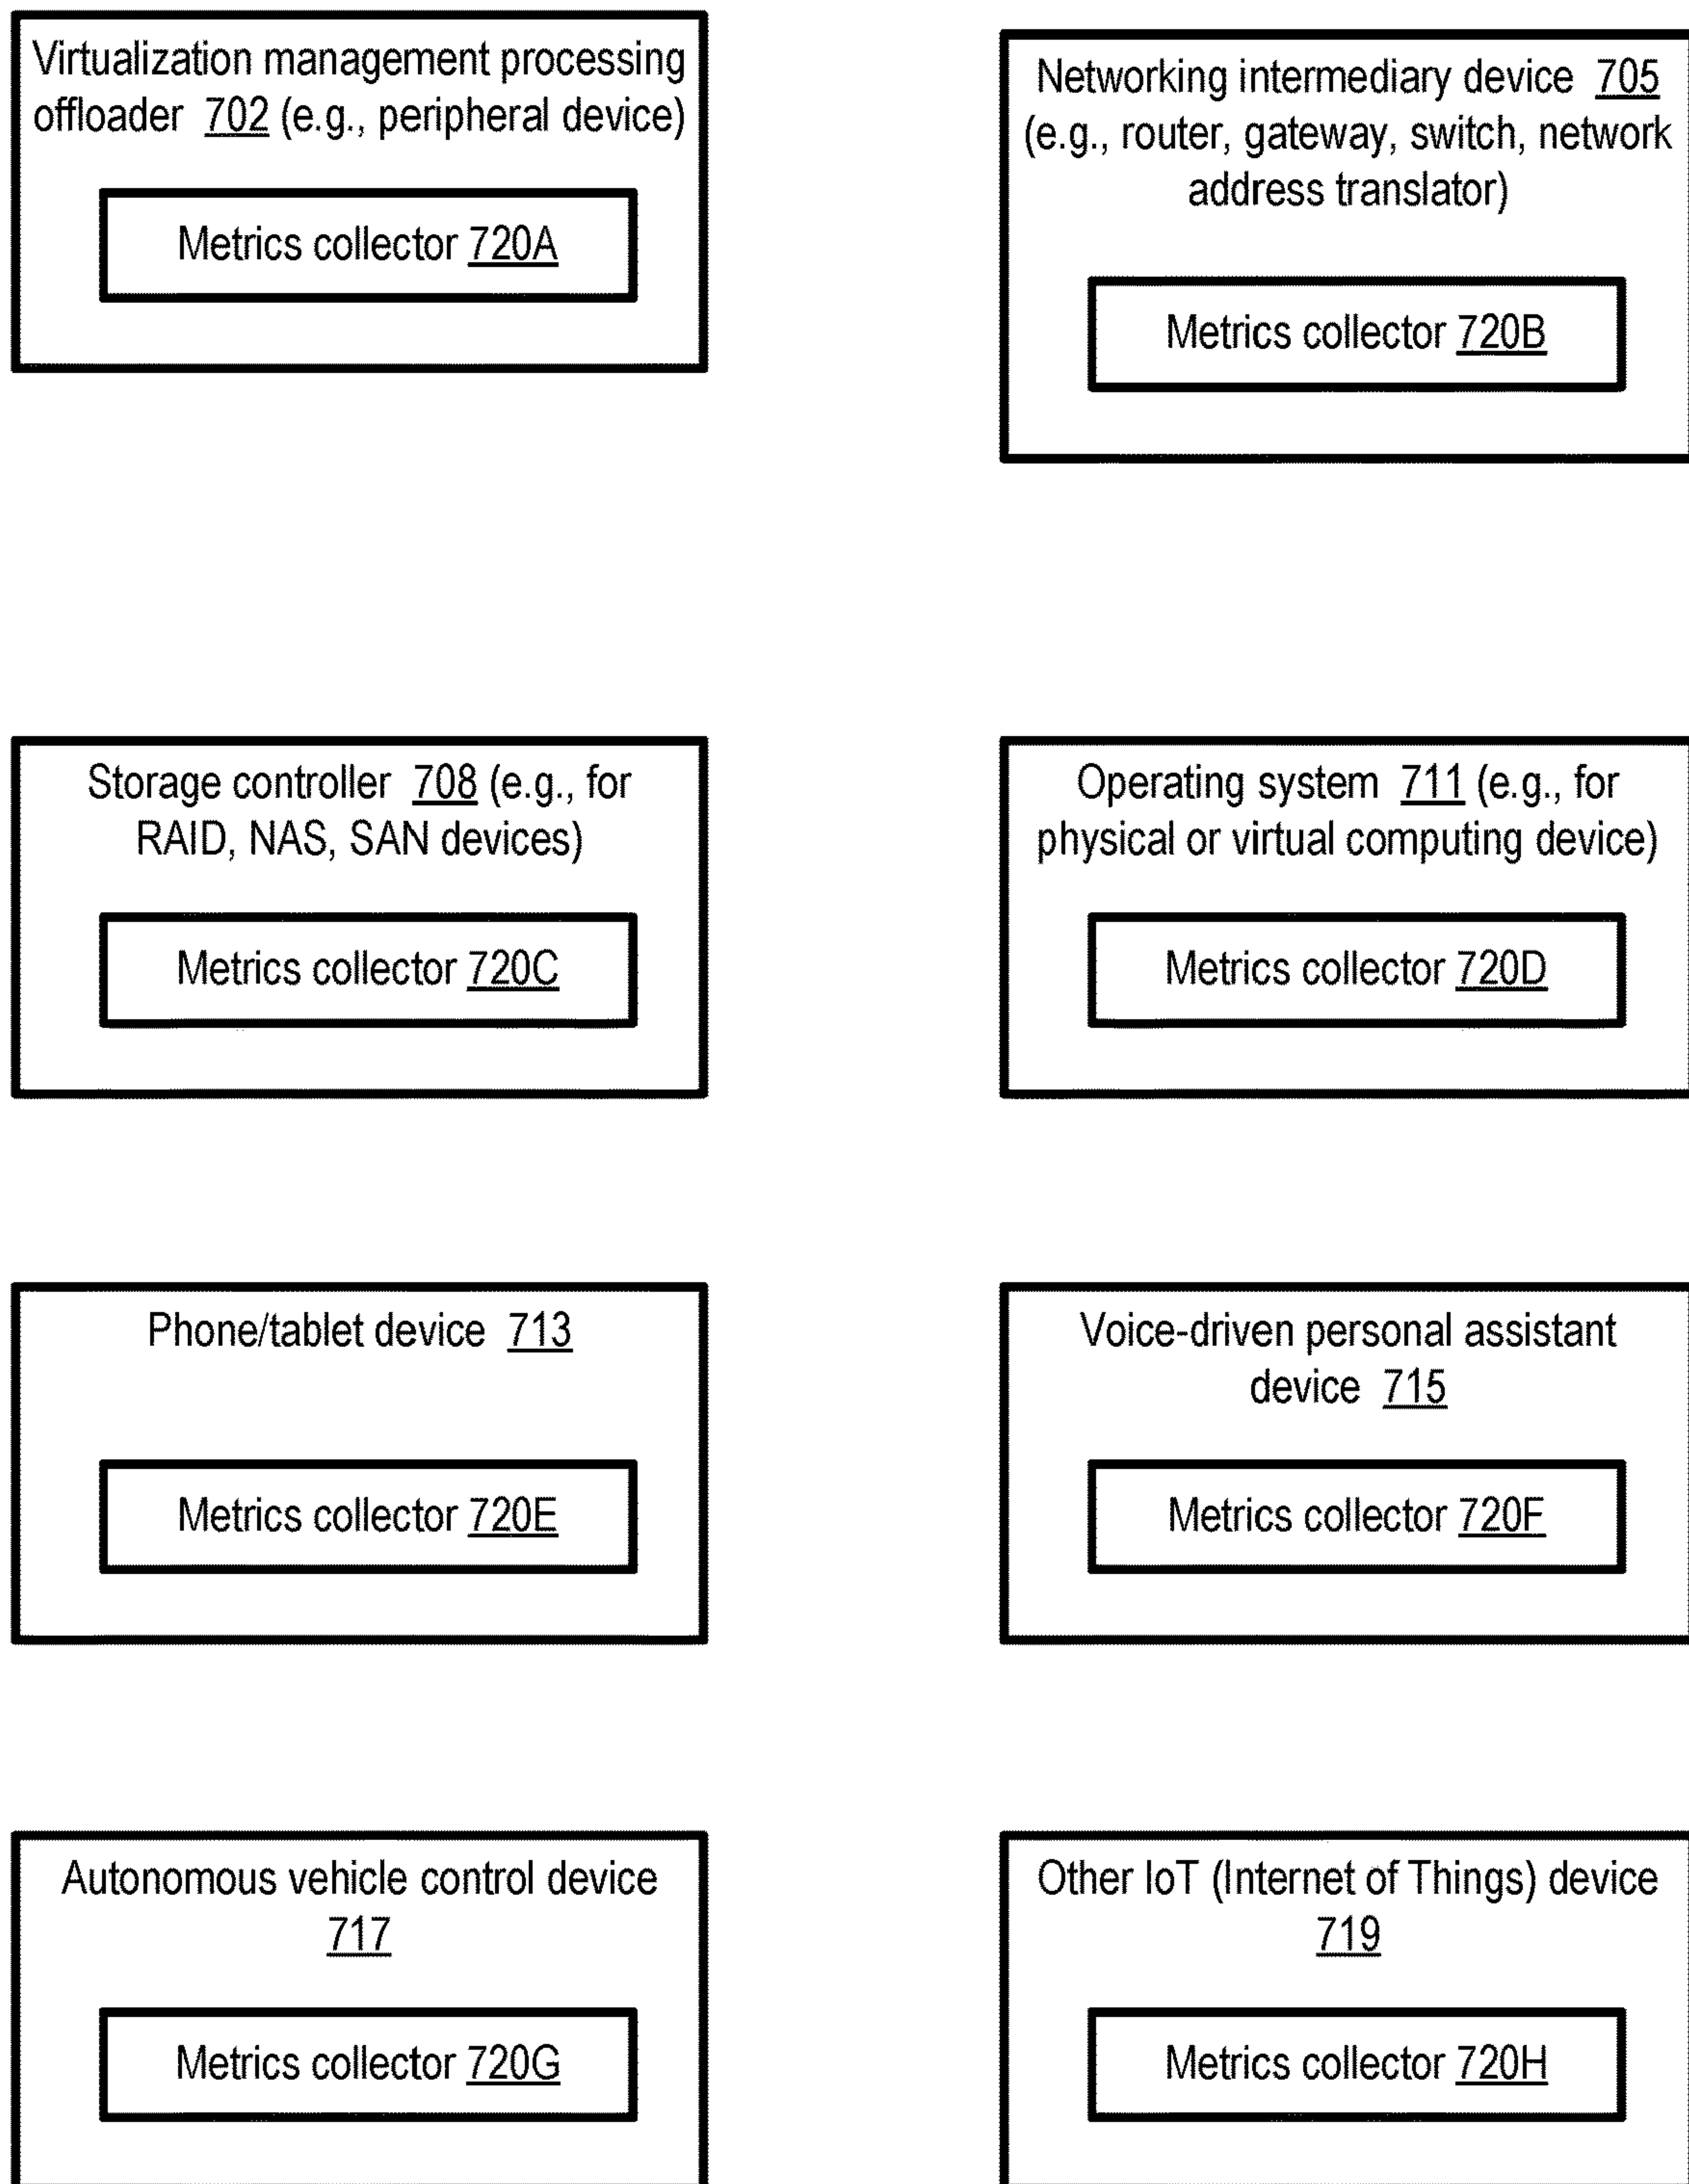 Virtualization management processing
offloader 702 (e.g., peripheral device)
Metrics collector 720A
Networking intermediary device 705
(e.g., router, gateway, switch, network
address translator)
Metrics collector 720B
Storage controller 708 (e.g., for
RAID, NAS, SAN devices)
Metrics collector 720C
Operating system 711 (e.g., for
physical or virtual computing device)
Metrics collector 720D
Phone/tablet device 713
Metrics collector 720E
Voice-driven personal assistant
device 715
Metrics collector 720F
Autonomous vehicle control device
717
Metrics collector 720G
Other IoT (Internet of Things) device
719
Metrics collector 720H